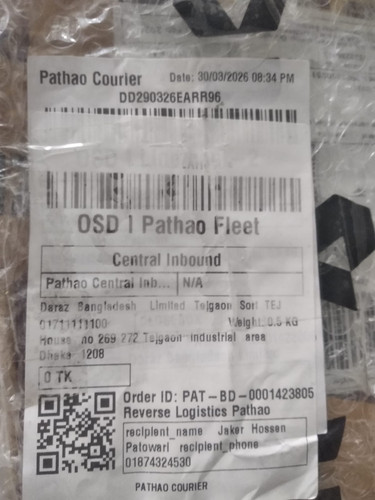 Pathao Courier Date: 30/03/2026 08:34 PM
DD290326EARR96
OSD | Pathao Fleet
Central Inbound
Pathao Central Inb... N/A
Daraz Bangladesh Limited Tejgaon Sort TEJ
01711111100 Weight: 0.5 KG
House no 269 272 Tejgaon industrial area
Dhaka 1208
0 TK
Order ID: PAT-BD-0001423805
Reverse Logistics Pathao
recipient_name Jaker Hossen
Patowari recipient_phone
01874324530
PATHAO COURIER